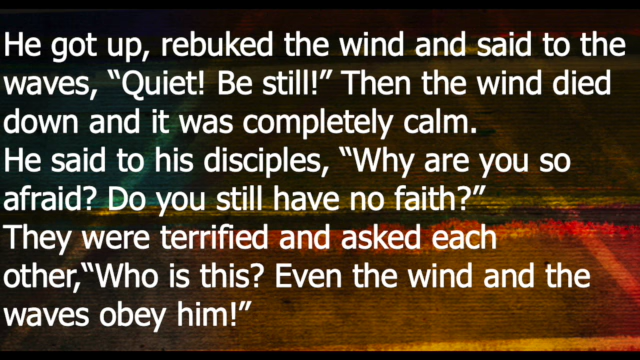 He got up, rebuked the wind and said to the
waves, “Quiet! Be still!” Then the wind died
down and it was completely calm.
He said to his disciples, “Why are you so
afraid? Do you still have no faith?”
They were terrified and asked each
other,“Who is this? Even the wind and the
waves obey him!”